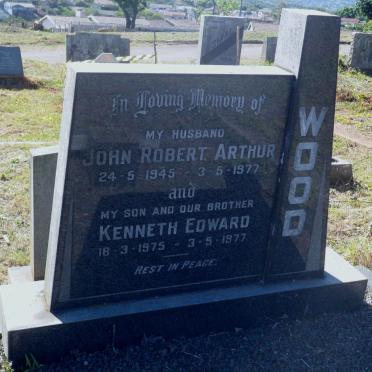 In Loving Memory of
MY HUSBAND
JOHN ROBERT ARTHUR
24-5-1945 - 3-5-1977
and
MY SON AND OUR BROTHER
KENNETH EDWARD
16-3-1975 - 3-5-1977
REST IN PEACE.
WOOD